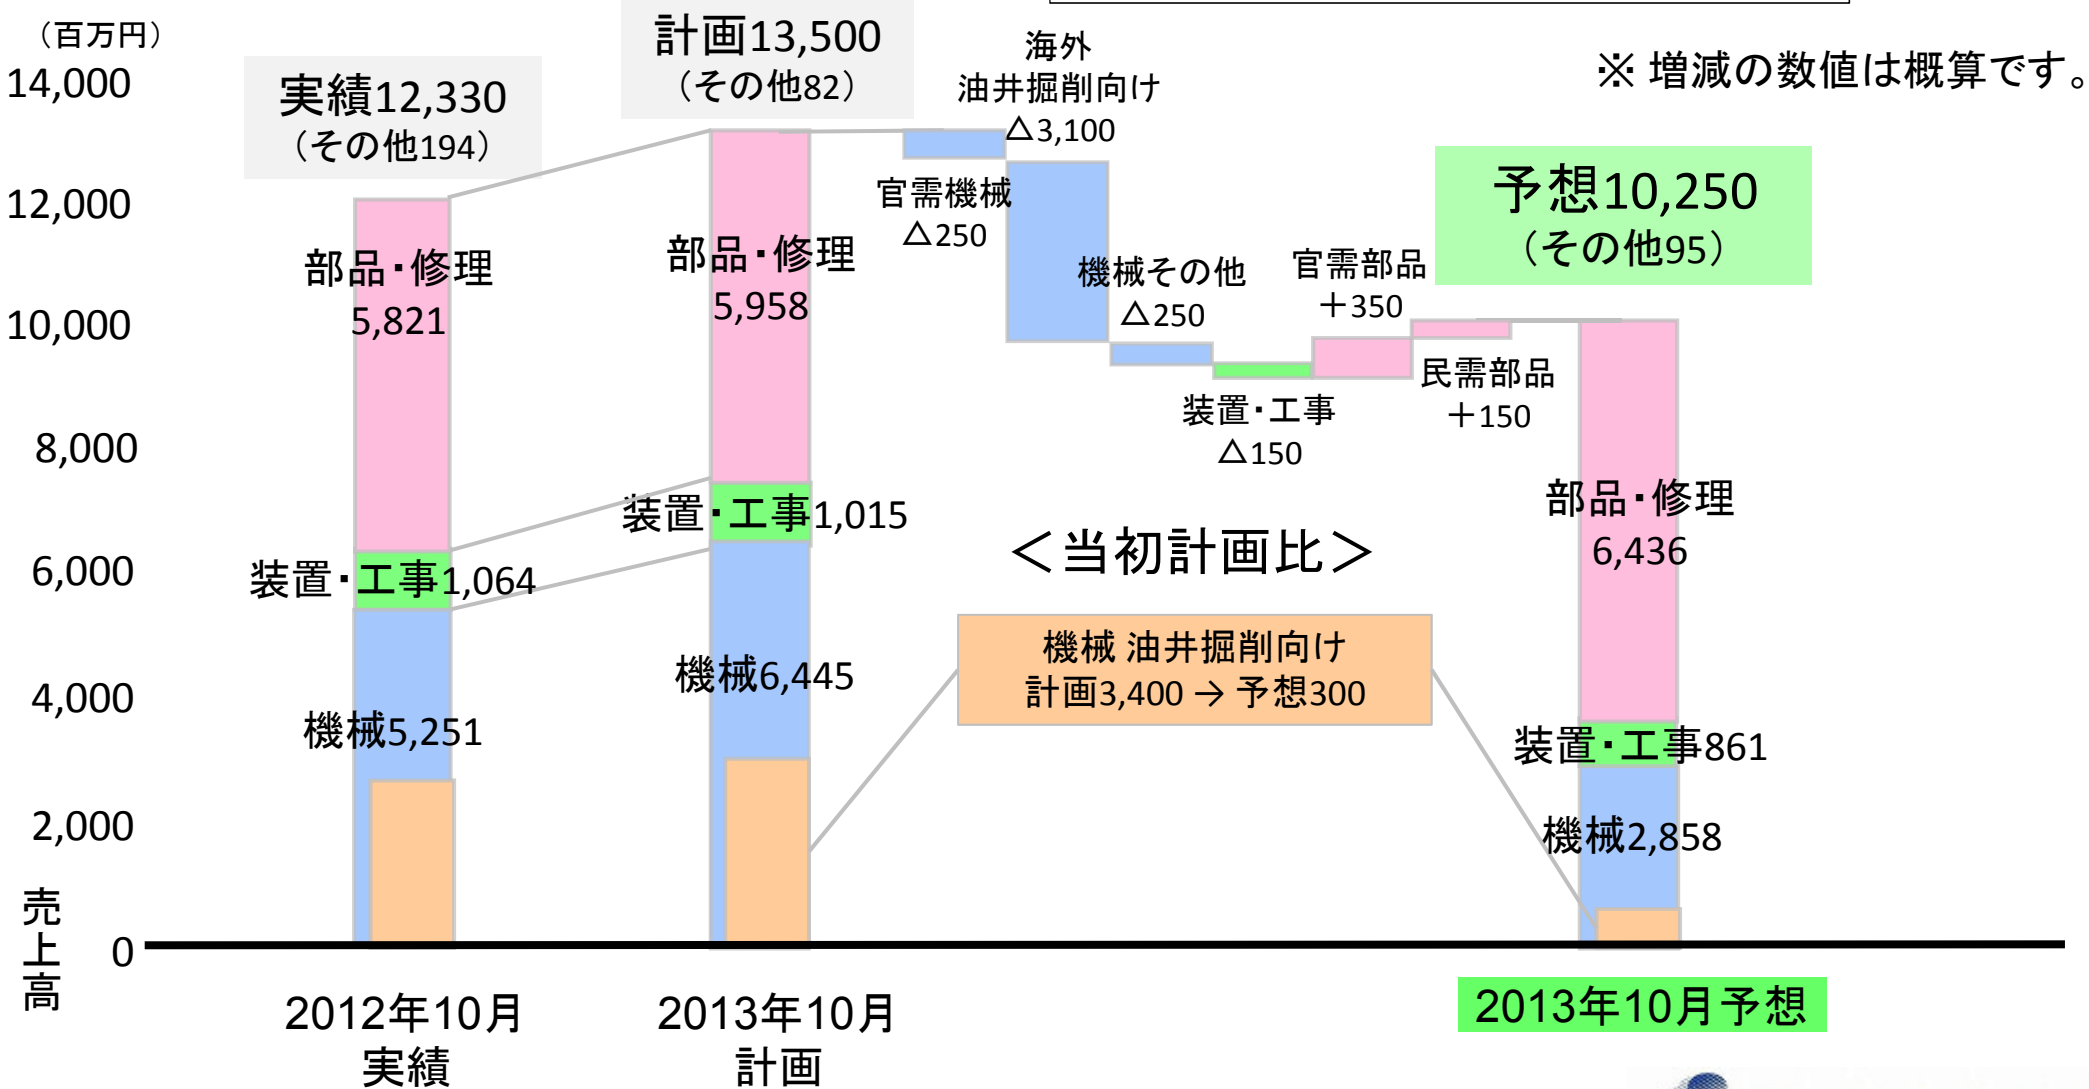 （百万円）
14,000
12,000
10,000
8,000
6,000
4,000
2,000
0
売上高
実績12,330
（その他194）
計画13,500
（その他82）
海外
油井掘削向け
△3,100
※ 増減の数値は概算です。
官需機械
△250
機械その他
△250
官需部品
＋350
予想10,250
（その他95）
装置・工事
△150
民需部品
＋150
部品・修理
5,821
装置・工事1,064
機械5,251
部品・修理
5,958
装置・工事1,015
機械6,445
＜当初計画比＞
機械 油井掘削向け
計画3,400 → 予想300
部品・修理
6,436
装置・工事861
機械2,858
2012年10月
実績
2013年10月
計画
2013年10月予想